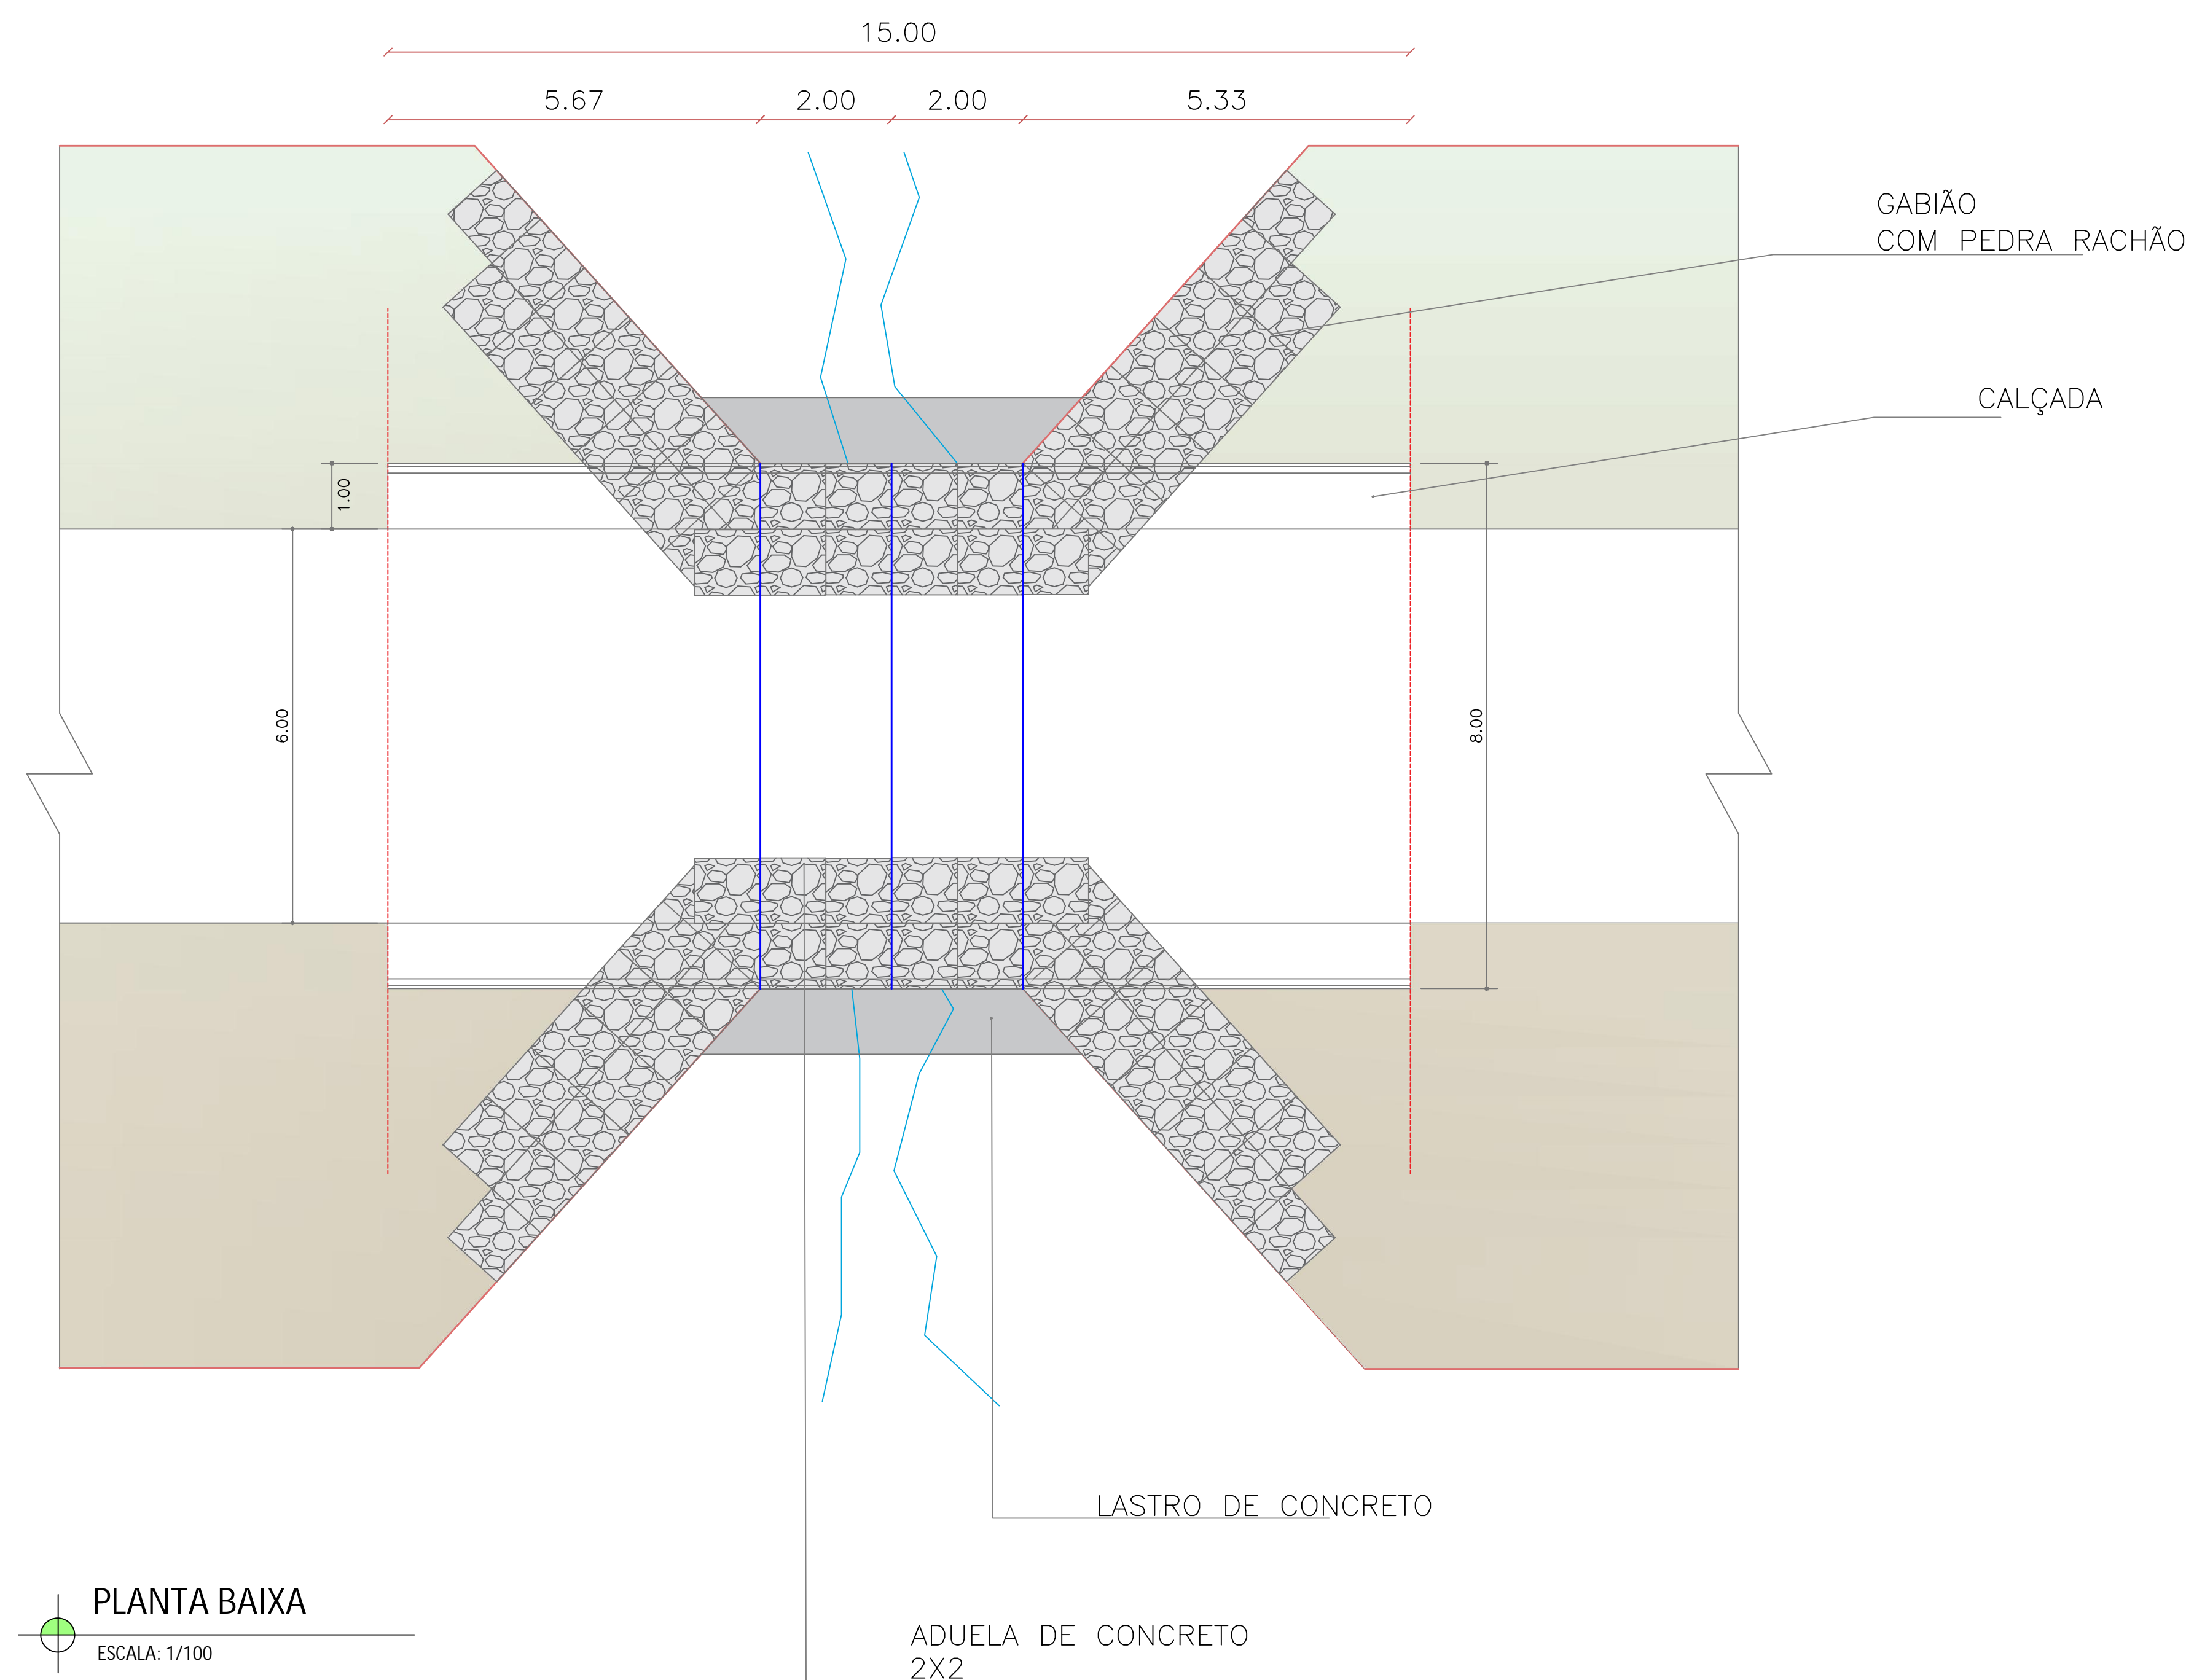 15.00
5.67
2.00
2.00
5.33
GABIÃO
COM PEDRA RACHÃO
CALÇADA
1.00
6.00
8.00
LASTRO DE CONCRETO
PLANTA BAIXA
ESCALA: 1/100
ADUELA DE CONCRETO
2X2